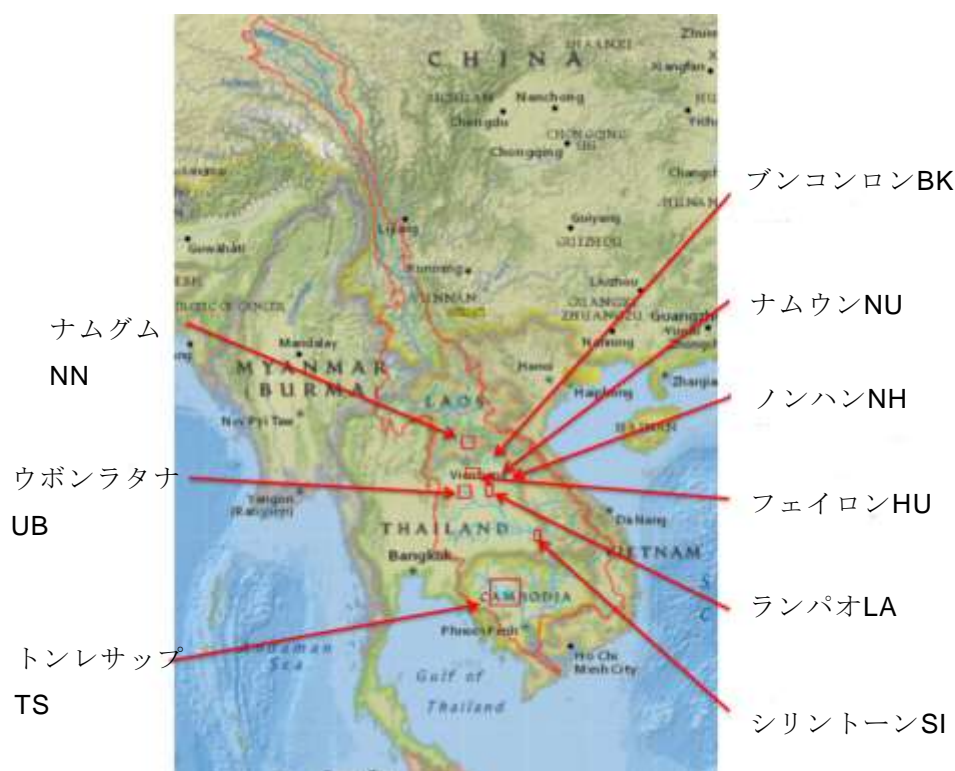 CHINA
Nanchong
Chengdu
Chongqing
CHONGQING
SHI
Guiyang
GUIZHOU
Lijiang
Kunming
YUNNAN
Liuzhou
GUANGXI
ZHUANGZU
Nanning
Guwahati
Mandalay
MYANMAR
(BURMA)
Nay Pyi Taw
Yangon
(Rangoon)
Hanoi
Haiphong
HAINAN
LAOS
THAILAND
Bangkok
Da Nang
VIETNAM
CAMBODIA
Phnom Penh
Ho Chi
Minh City
Gulf of
Thailand
Andaman
Sea
ナムグム
NN
ウボンラタナ
UB
トンレサップ
TS
ブンコンロンBK
ナムウンNU
ノンハンNH
フェイロンHU
ランパオLA
シリントーンSI